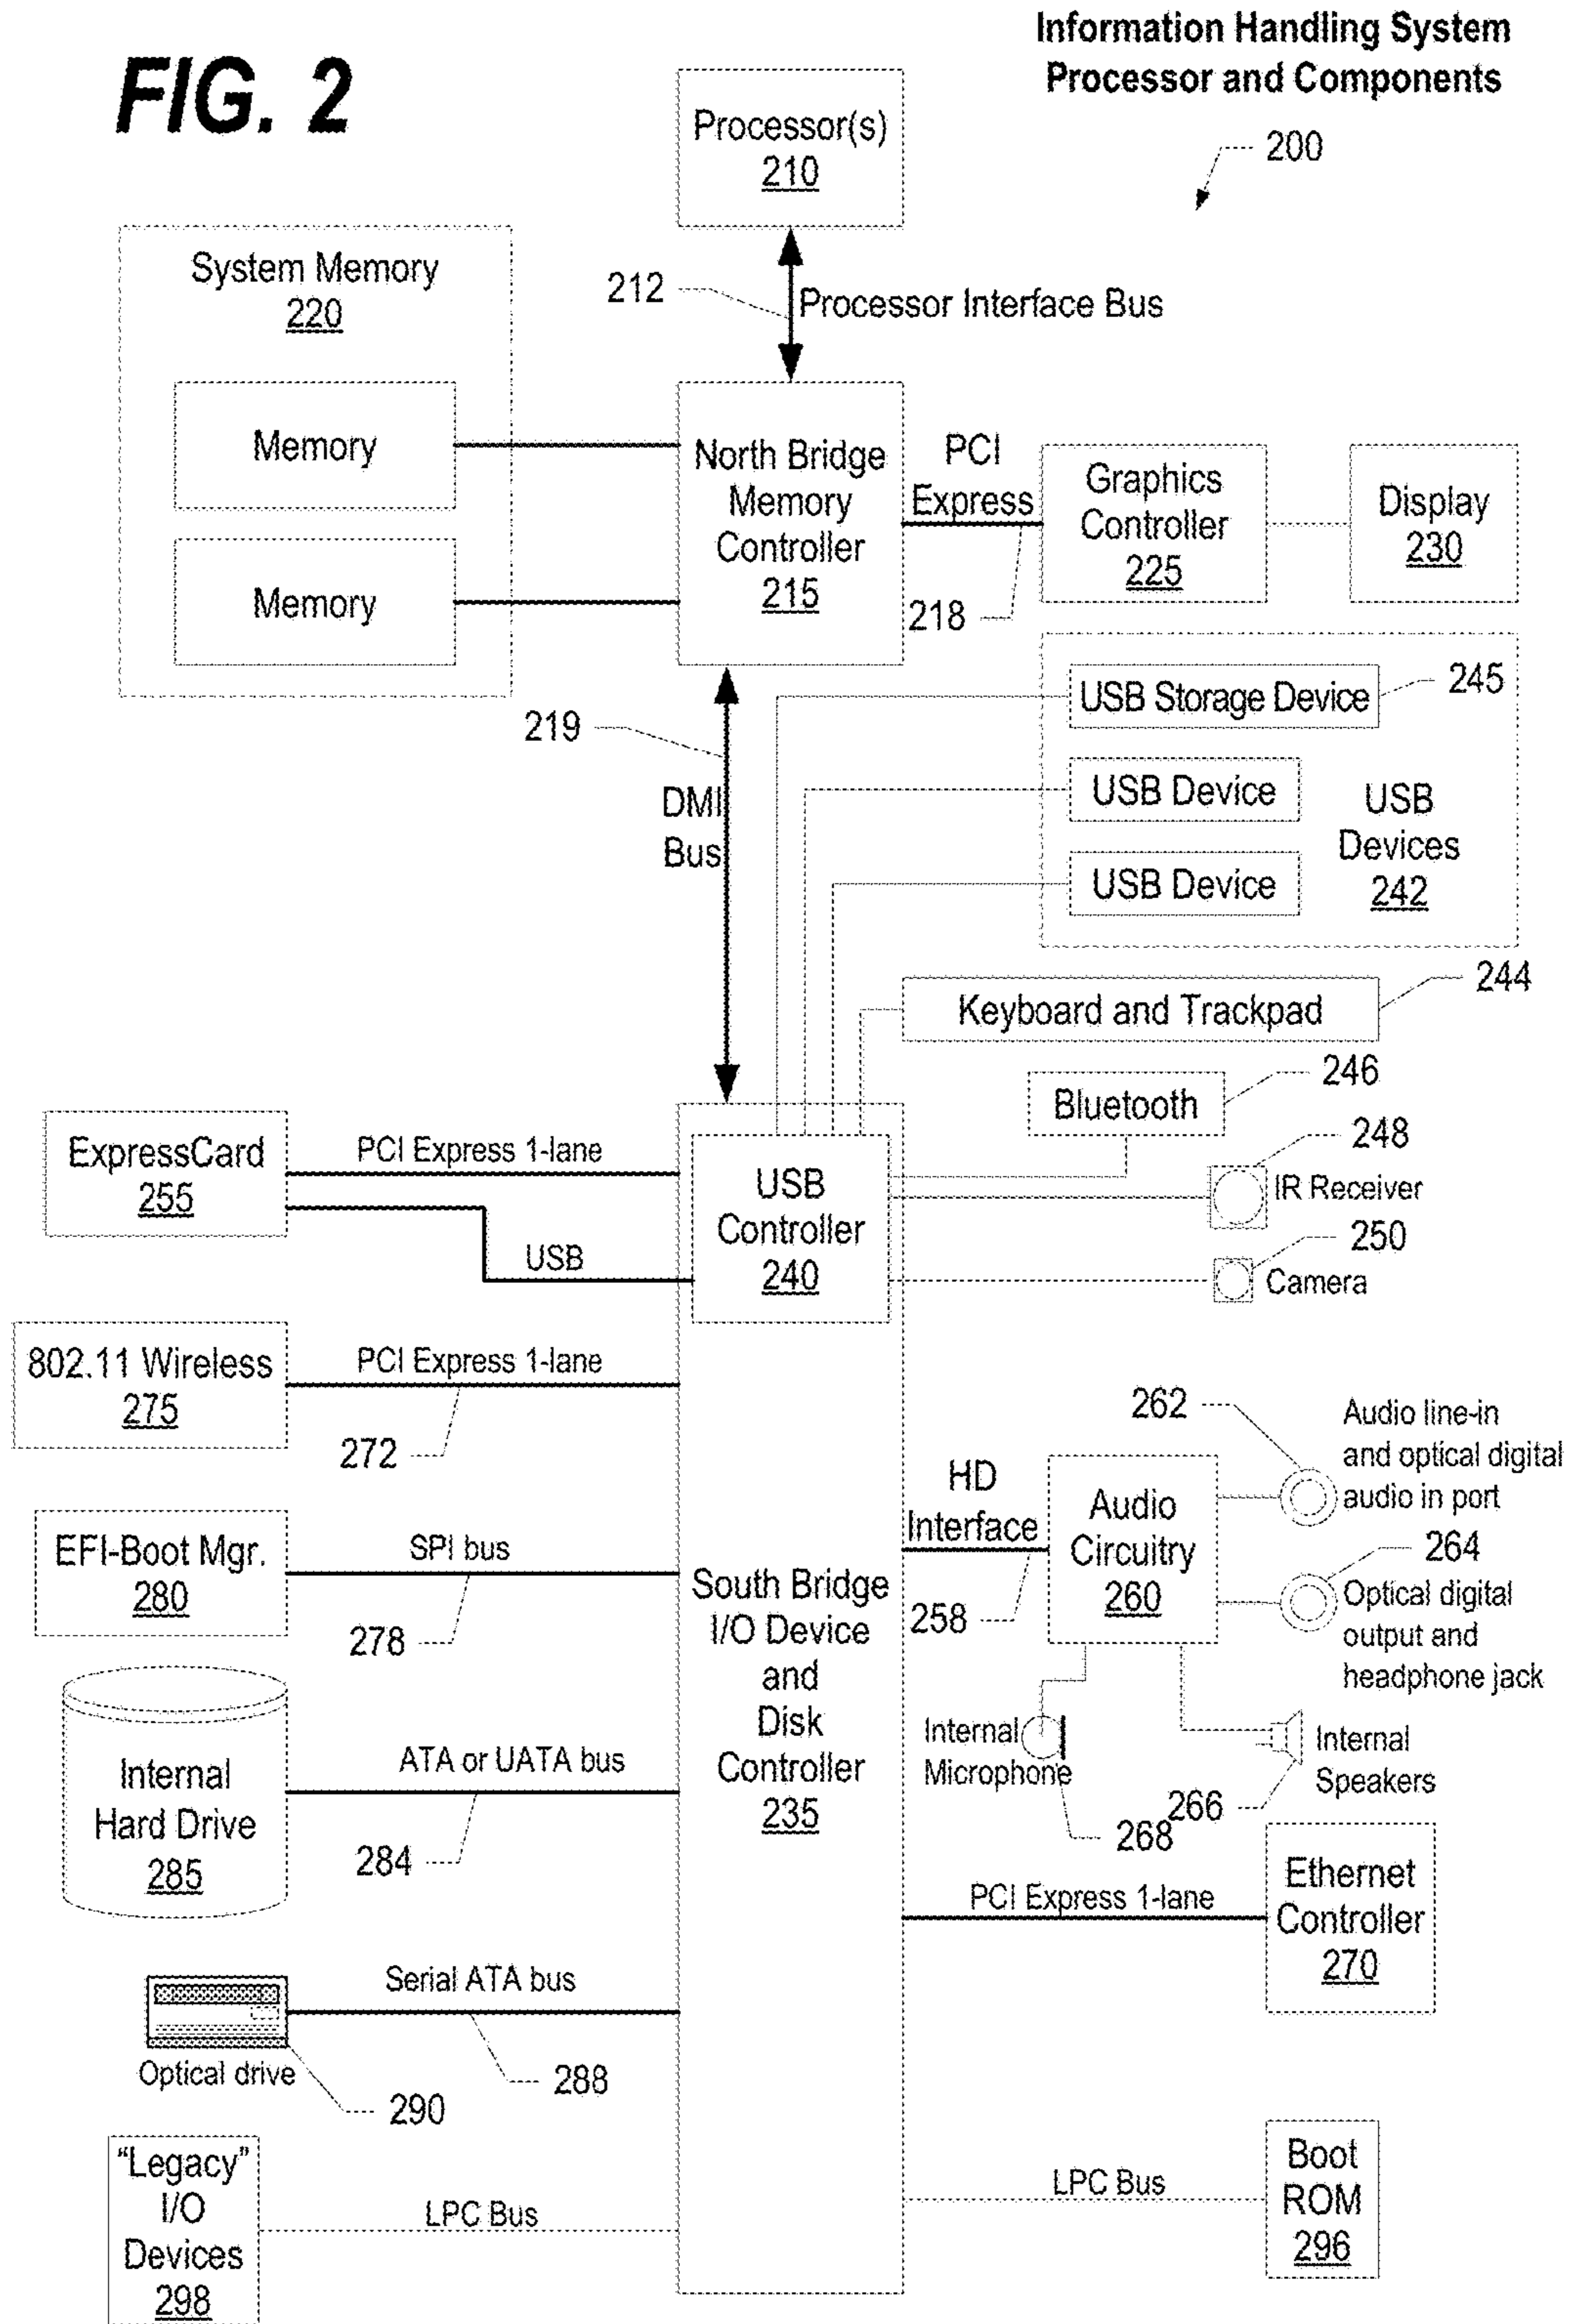 FIG. 2
Information Handling System
Processor and Components
200
Processor(s)
210
212
Processor Interface Bus
System Memory
220
Memory
Memory
North Bridge
Memory
Controller
215
PCI
Express
218
Graphics
Controller
225
Display
230
219
DMI
Bus
USB Storage Device
245
USB Device
USB Device
USB
Devices
242
Keyboard and Trackpad
244
Bluetooth
246
248
IR Receiver
250
Camera
ExpressCard
255
PCI Express 1-lane
USB
USB
Controller
240
802.11 Wireless
275
PCI Express 1-lane
272
EFI-Boot Mgr.
280
SPI bus
278
South Bridge
I/O Device
and
Disk
Controller
235
HD
Interface
258
Audio
Circuitry
260
262
Audio line-in
and optical digital
audio in port
264
Optical digital
output and
headphone jack
Internal
Microphone
268
Internal
Speakers
266
Internal
Hard Drive
285
ATA or UATA bus
284
PCI Express 1-lane
Ethernet
Controller
270
Serial ATA bus
288
Optical drive
290
"Legacy"
I/O
Devices
298
LPC Bus
LPC Bus
Boot
ROM
296